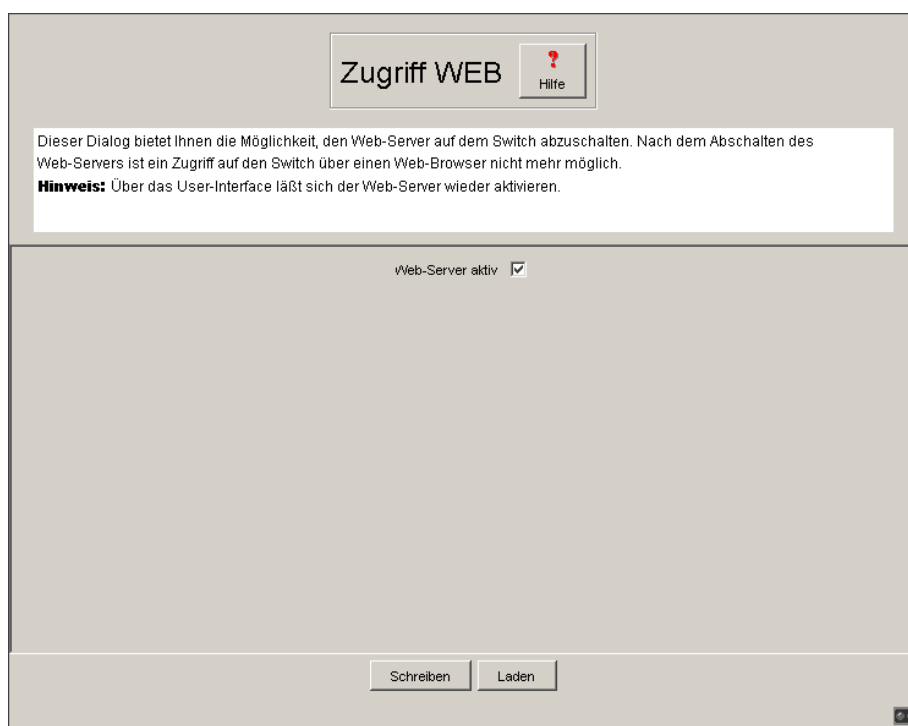 Zugriff WEB
?
Hilfe
Dieser Dialog bietet Ihnen die Möglichkeit, den Web-Server auf dem Switch abzuschalten. Nach dem Abschalten des
Web-Servers ist ein Zugriff auf den Switch über einen Web-Browser nicht mehr möglich.
Hinweis: Über das User-Interface läßt sich der Web-Server wieder aktivieren.
Web-Server aktiv
Schreiben Laden